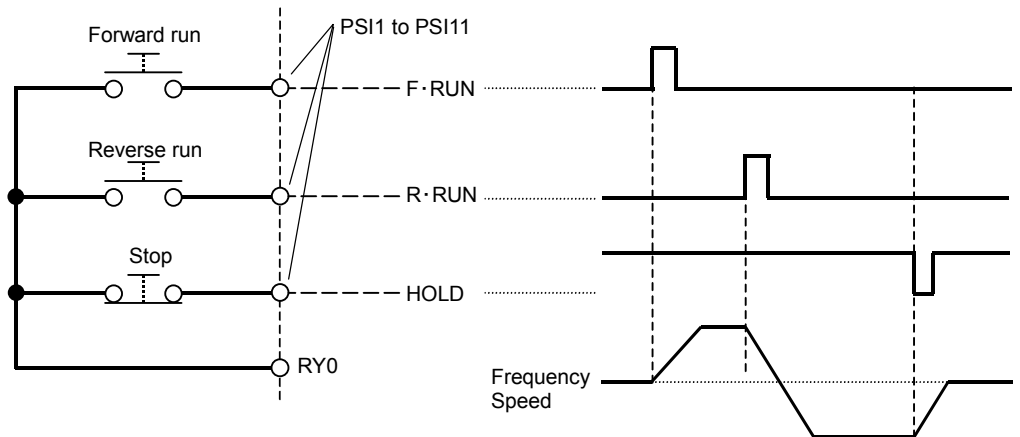 Forward run
PSI1 to PSI11
F·RUN
Reverse run
R·RUN
Stop
HOLD
RY0
Frequency
Speed